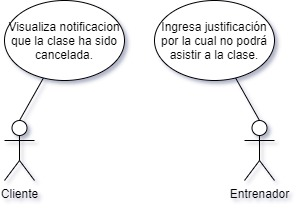 Visualiza notificacion
que la clase ha sido
cancelada.
Ingresa justificación
por la cual no podrá
asistir a la clase.
Cliente
Entrenador